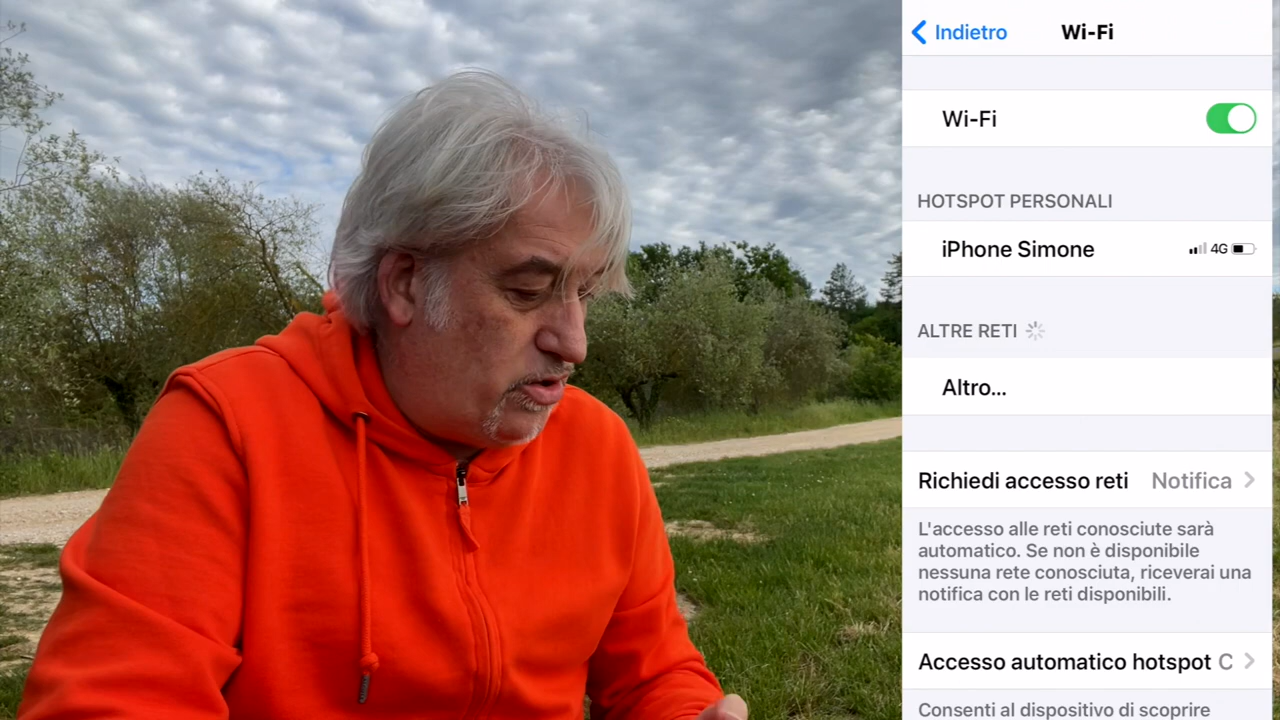 Indietro
Wi-Fi
Wi-Fi
HOTSPOT PERSONALI
iPhone Simone
4G
ALTRE RETI
Altro...
Richiedi accesso reti
Notifica
L'accesso alle reti conosciute sarà
automatico. Se non è disponibile
nessuna rete conosciuta, riceverai una
notifica con le reti disponibili.
Accesso automatico hotspot C
Consenti al dispositivo di scoprire